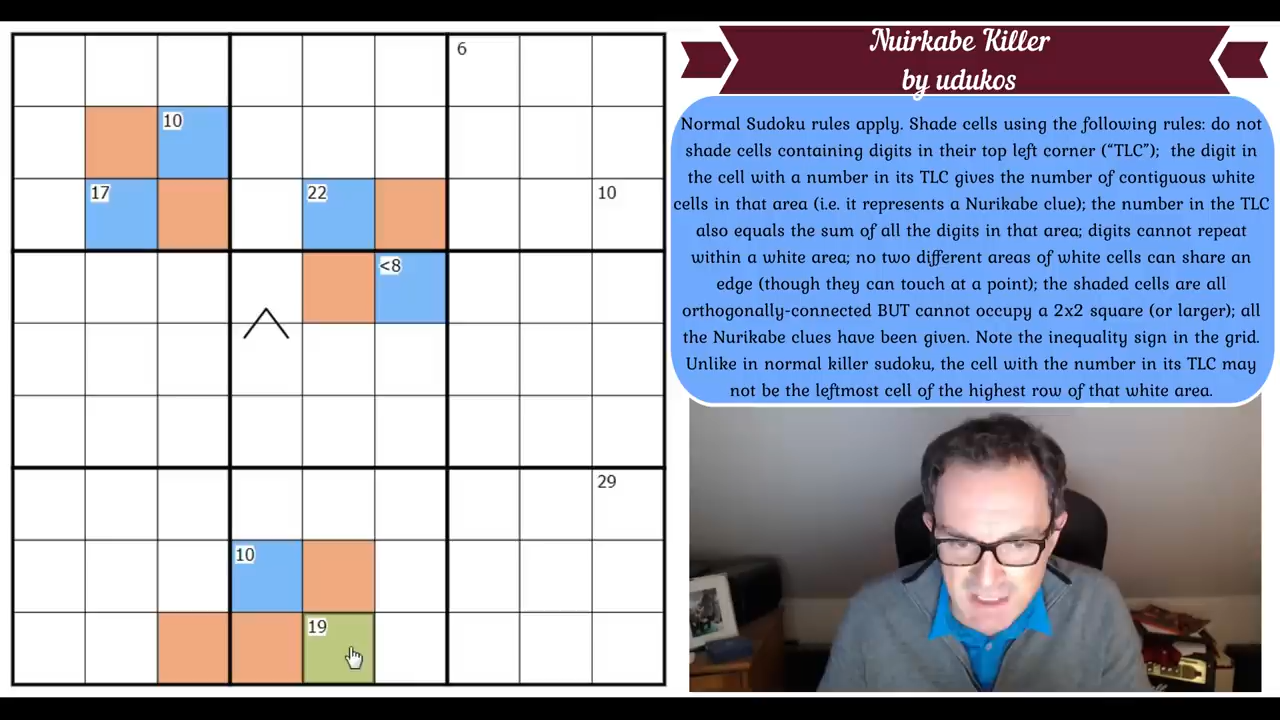 Nuirkabe Killer
by udukos
Normal Sudoku rules apply. Shade cells using the following rules: do not
shade cells containing digits in their top left corner (“TLC”);  the digit in
the cell with a number in its TLC gives the number of contiguous white
cells in that area (i.e. it represents a Nurikabe clue); the number in the TLC
also equals the sum of all the digits in that area; digits cannot repeat
within a white area; no two different areas of white cells can share an
edge (though they can touch at a point); the shaded cells are all
orthogonally-connected BUT cannot occupy a 2x2 square (or larger); all
the Nurikabe clues have been given. Note the inequality sign in the grid.
Unlike in normal killer sudoku, the cell with the number in its TLC may
not be the leftmost cell of the highest row of that white area.
6
10
17
22
10
<8
29
10
19